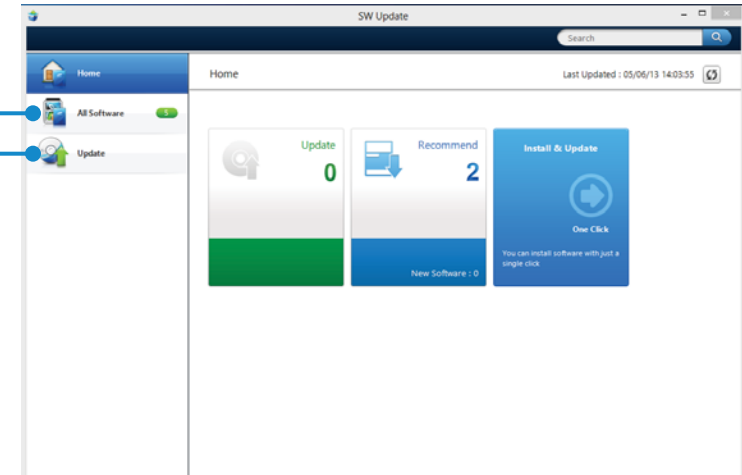 SW Update
Search
Home
Home
Last Updated : 05/06/13 14:03:55
All Software
5
Update
Update
0
Recommend
2
New Software : 0
Install & Update
One Click
You can install software with just a
single click